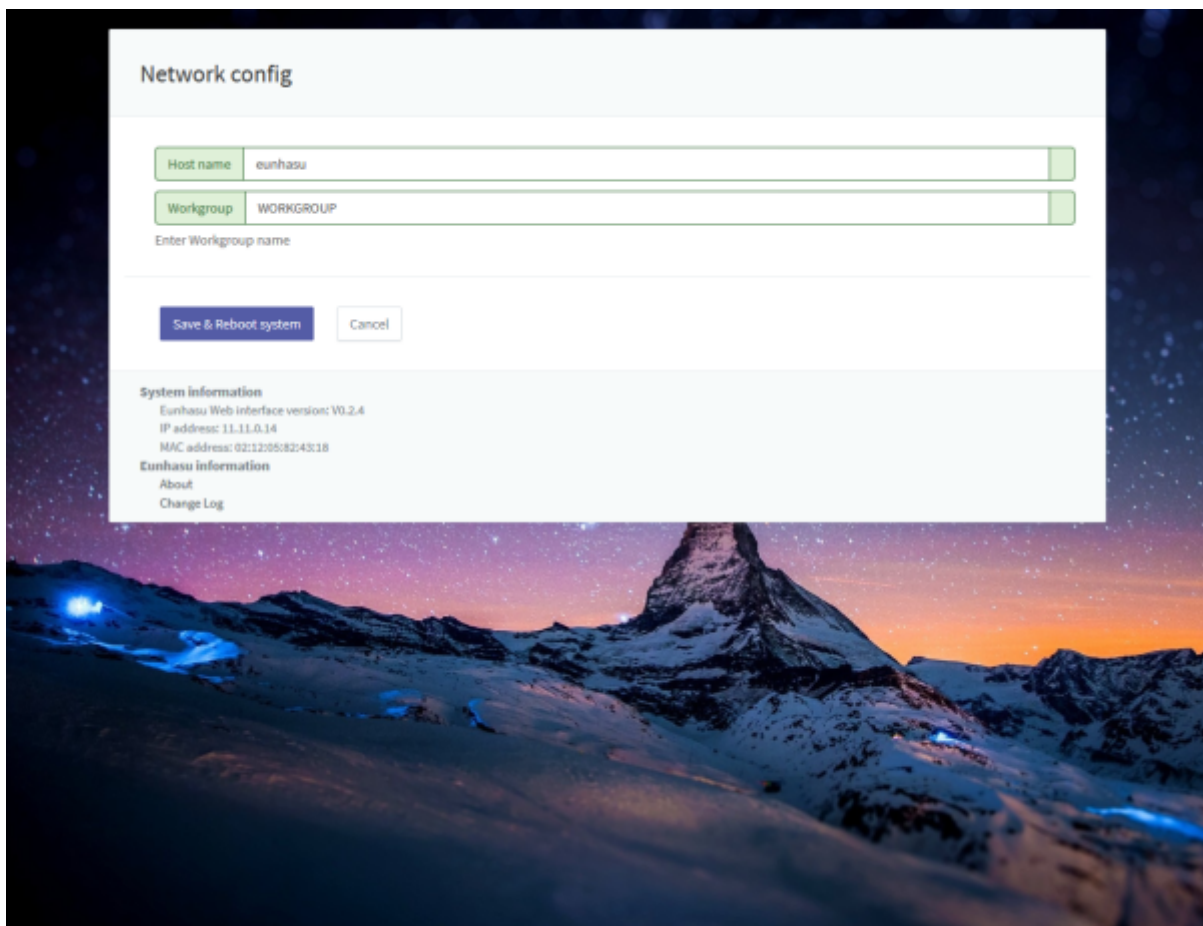 Network config
Host name eunhasu
Workgroup WORKGROUP
Enter Workgroup name
Save & Reboot system Cancel
System information
Eunhasu Web interface version: V0.2.4
IP address: 11.11.0.14
MAC address: 02:12:05:82:43:18
Eunhasu information
About
Change Log